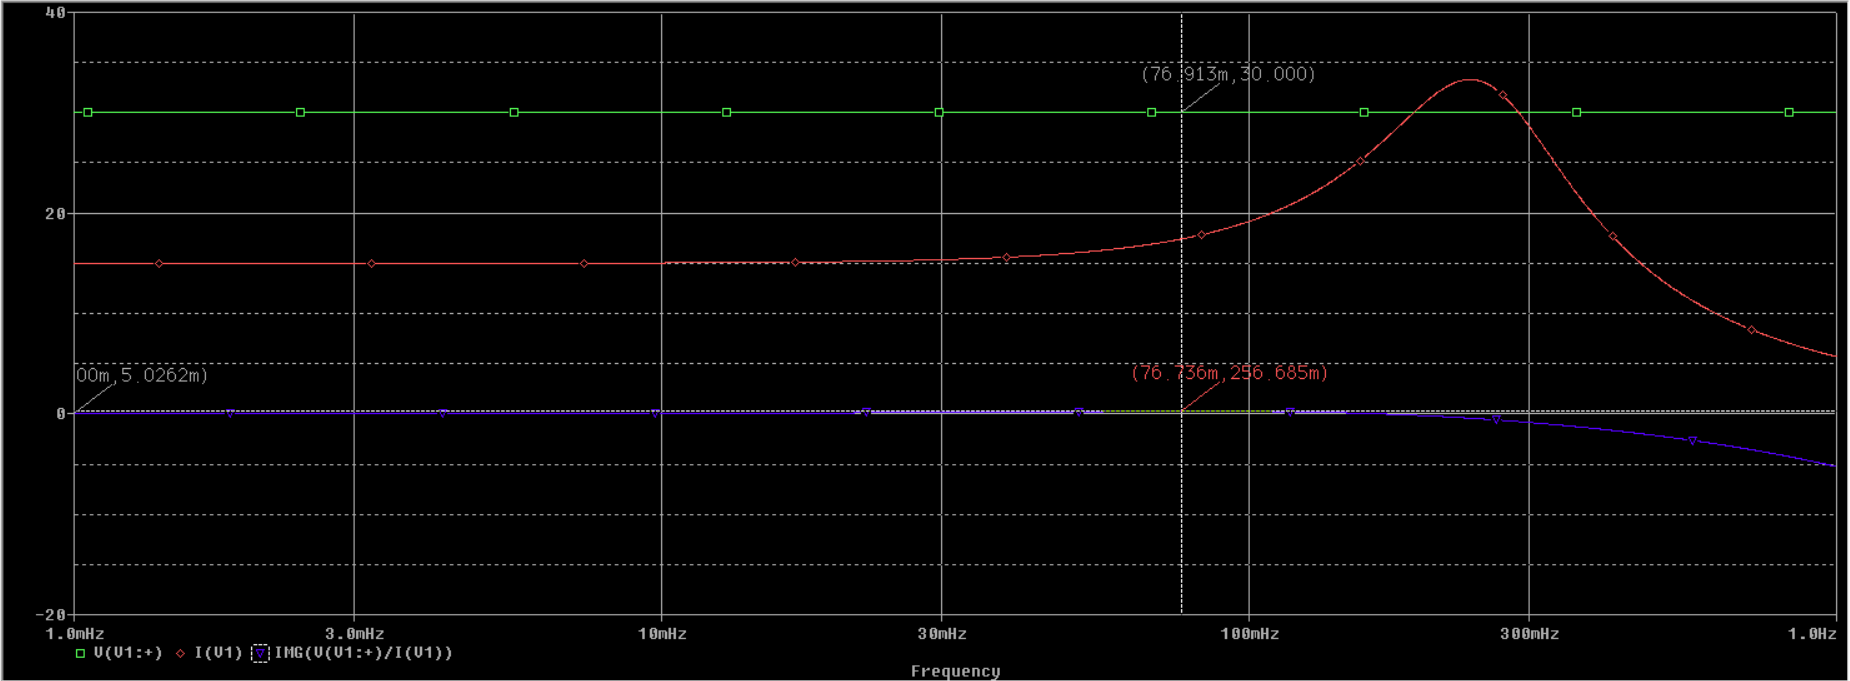 40
(76.913m,30.000)
20
00m,5.0262m)
(76.736m,256.685m)
0
-20
1.0mHz 3.0mHz 10mHz 30mHz 100mHz 300mHz 1.0Hz
V(V1:+) I(V1) IMG(V(V1:+)/I(V1))
Frequency